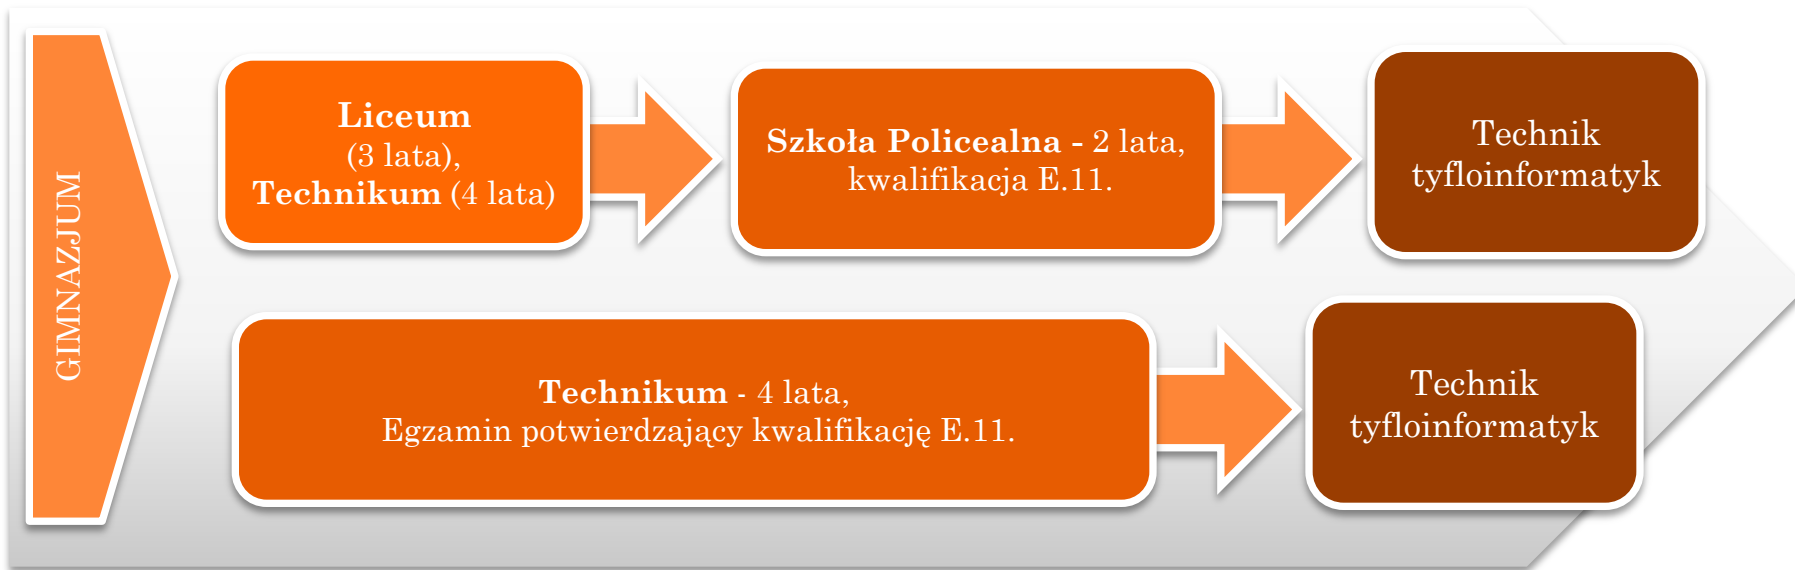 GIMNAZJUM
Liceum
(3 lata),
Technikum (4 lata)
Szkoła Policealna - 2 lata,
kwalifikacja E.11.
Technik
tyfloinformatyk
Technikum - 4 lata,
Egzamin potwierdzający kwalifikację E.11.
Technik
tyfloinformatyk